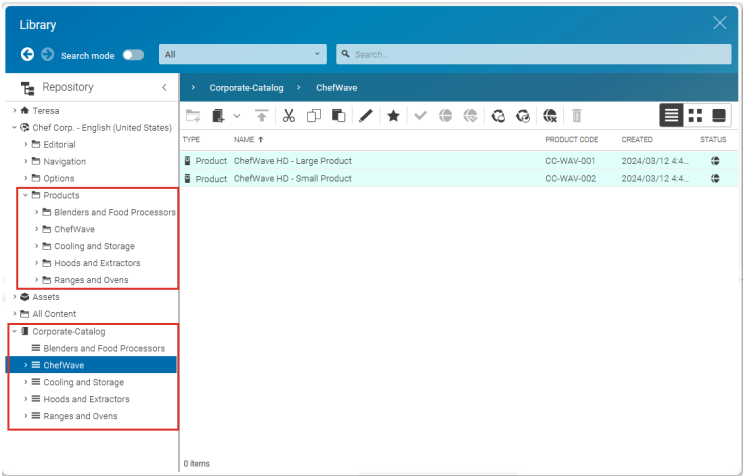 Library
Search mode
All
Search...
Repository
Corporate-Catalog
ChefWave
Teresa
Chef Corp. - English (United States)
Editorial
Navigation
Options
Products
Blenders and Food Processors
ChefWave
Cooling and Storage
Hoods and Extractors
Ranges and Ovens
Assets
All Content
Corporate-Catalog
Blenders and Food Processors
ChefWave
Cooling and Storage
Hoods and Extractors
Ranges and Ovens
TYPE NAME PRODUCT CODE CREATED STATUS
Product ChefWave HD - Large Product CC-WAV-001 2024/03/12 4:4...
Product ChefWave HD - Small Product CC-WAV-002 2024/03/12 4:4...
0 items